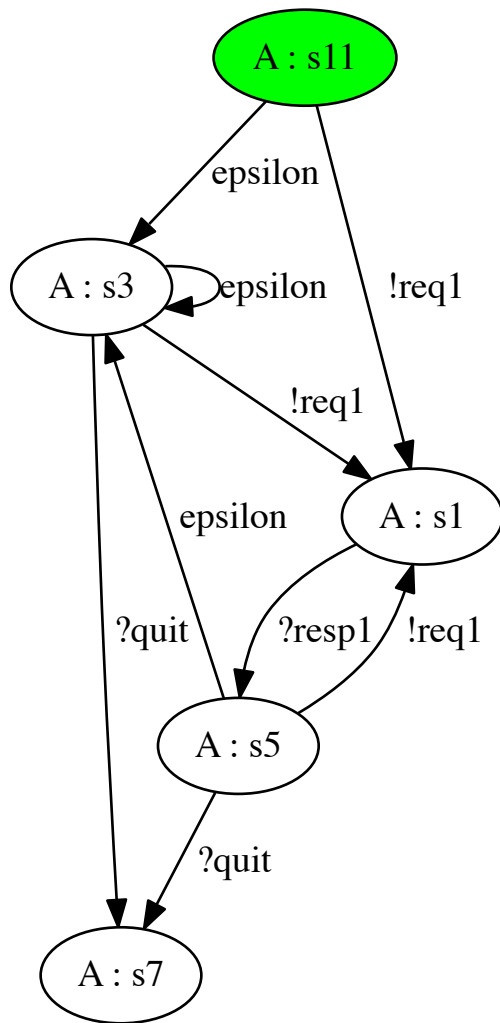 A : s11
epsilon
A : s3
epsilon
!req1
!req1
A : s1
epsilon
?quit
?resp1
!req1
A : s5
?quit
A : s7